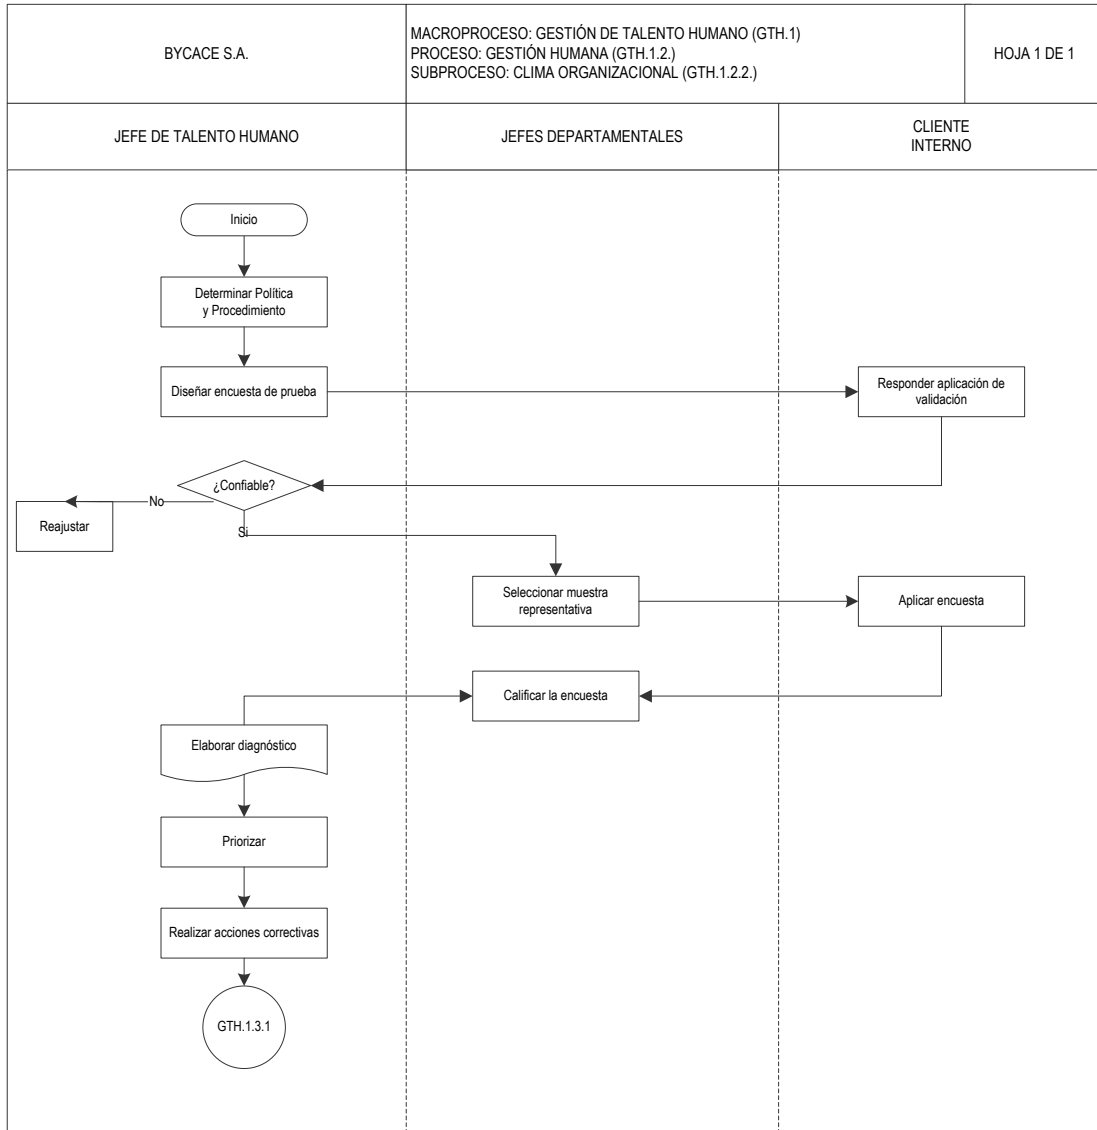 BYCACE S.A.
MACROPROCESO: GESTIÓN DE TALENTO HUMANO (GTH.1)
PROCESO: GESTIÓN HUMANA (GTH.1.2.)
SUBPROCESO: CLIMA ORGANIZACIONAL (GTH.1.2.2.)
HOJA 1 DE 1
JEFE DE TALENTO HUMANO
JEFES DEPARTAMENTALES
CLIENTE
INTERNO
Inicio
Determinar Política
y Procedimiento
Diseñar encuesta de prueba
Responder aplicación de
validación
¿Confiable?
No
Reajustar
Si
Seleccionar muestra
representativa
Aplicar encuesta
Calificar la encuesta
Elaborar diagnóstico
Priorizar
Realizar acciones correctivas
GTH.1.3.1